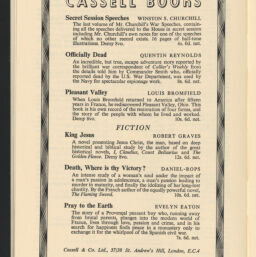 CASSELL BOOKS
Secret Session Speeches WINSTON S. CHURCHILL
The last volume of Mr. Churchill's War Speeches, containing
all the speeches delivered to the House in secret session
including Mr. Churchill's own notes for one of the speeches of
which no other record exists. 16 pages of half-tone
illustrations. Demy 8vo. 6s. 0d. net.
Officially Dead QUENTIN REYNOLDS
An incredible, but true, escape adventure story reported by
the brilliant war correspondent of Collier's Weekly from
the details told him by Commander Smith who, officially
reported dead by the U.S. War Department, was used by
the Navy for spectacular espionage work. 8s. 6d. net.
Pleasant Valley LOUIS BROMFIELD
When Louis Bromfield returned to America after fifteen
years in France, he rediscovered Pleasant Valley, Ohio. This
book is his own record of the restoration of four farms, and
the story of the people with whom he lived and worked.
Demy 8vo. 10s. 6d. net.
FICTION
King Jesus ROBERT GRAVES
A novel presenting Jesus Christ, the man, based on deep
historical and biblical study by the author of the great
historical novels, I, Claudius, Count Belisarius and The
Golden Fleece. Demy 8vo. 12s. 6d. net.
Death, Where is thy Victory? DANIEL-ROPS
An intense study of a woman's soul under the impact of
a man's passion in adolescence, a man's passion leading to
murder in maturity, and finally the idolising of her long-lost
chastity. By the French author of the equally powerful novel,
The Flaming Sword. 10s. 6d. net.
Pray to the Earth EVELYN EATON
The story of a Provençal peasant boy who, running away
from brutal parents, plunges into the modern world of
France, lives through love, passion and crime, and in his
search for happiness finds peace in a monastery only to
exchange it for the whirlpool of the Spanish civil war.
7s. 6d. net.
Cassell & Co. Ltd., 37/38 St. Andrew's Hill, London, E.C.4